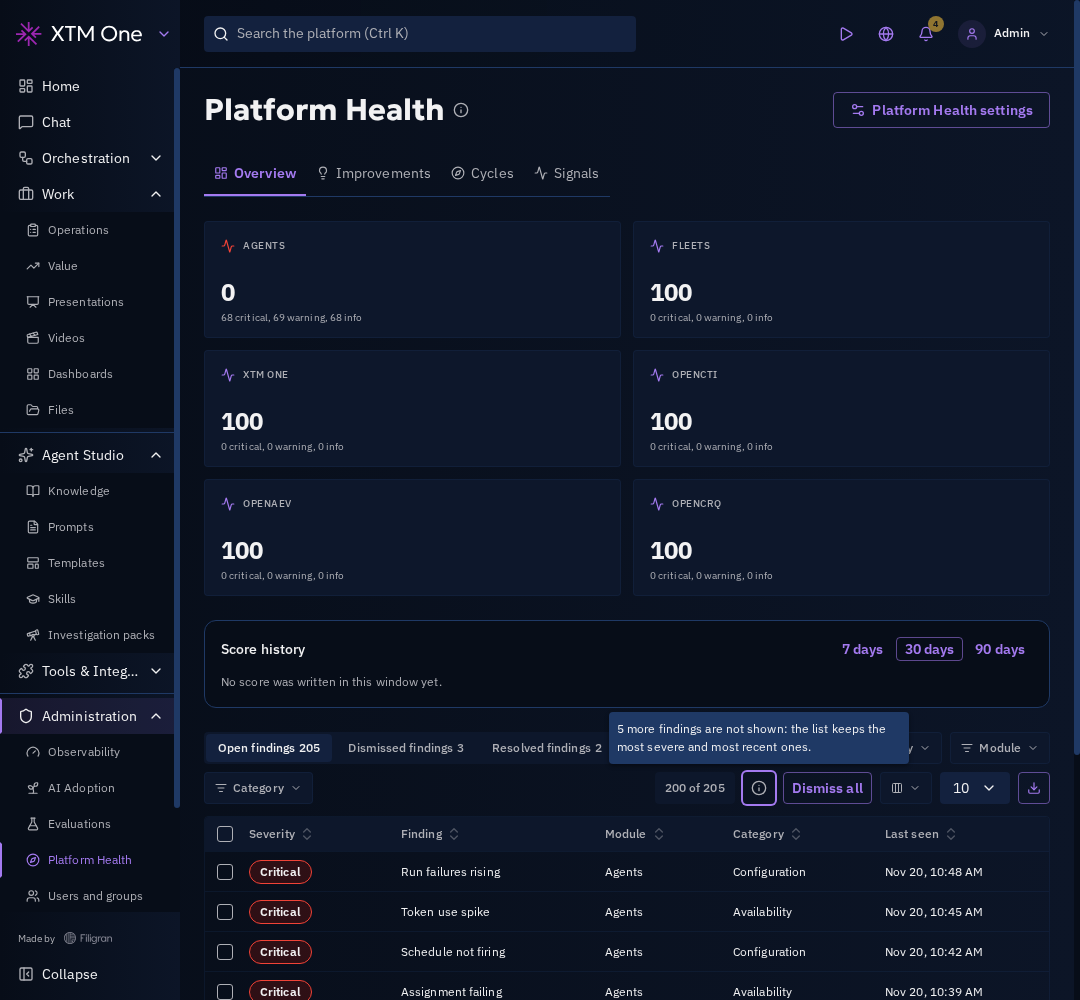 XTM One
Search the platform (Ctrl K)
4
Admin
Home
Chat
Orchestration
Work
Operations
Value
Presentations
Videos
Dashboards
Files
Agent Studio
Knowledge
Prompts
Templates
Skills
Investigation packs
Tools & Integ...
Administration
Observability
AI Adoption
Evaluations
Platform Health
Users and groups
Made by Filigran
Collapse
Platform Health
Platform Health settings
Overview
Improvements
Cycles
Signals
AGENTS
0
68 critical, 69 warning, 68 info
FLEETS
100
0 critical, 0 warning, 0 info
XTM ONE
100
0 critical, 0 warning, 0 info
OPENCTI
100
0 critical, 0 warning, 0 info
OPENAEV
100
0 critical, 0 warning, 0 info
OPENCRQ
100
0 critical, 0 warning, 0 info
Score history
7 days
30 days
90 days
No score was written in this window yet.
5 more findings are not shown: the list keeps the
most severe and most recent ones.
Open findings 205
Dismissed findings 3
Resolved findings 2
Module
Category
200 of 205
Dismiss all
10
Severity Finding Module Category Last seen
Critical Run failures rising Agents Configuration Nov 20, 10:48 AM
Critical Token use spike Agents Availability Nov 20, 10:45 AM
Critical Schedule not firing Agents Configuration Nov 20, 10:42 AM
Critical Assignment failing Agents Availability Nov 20, 10:39 AM